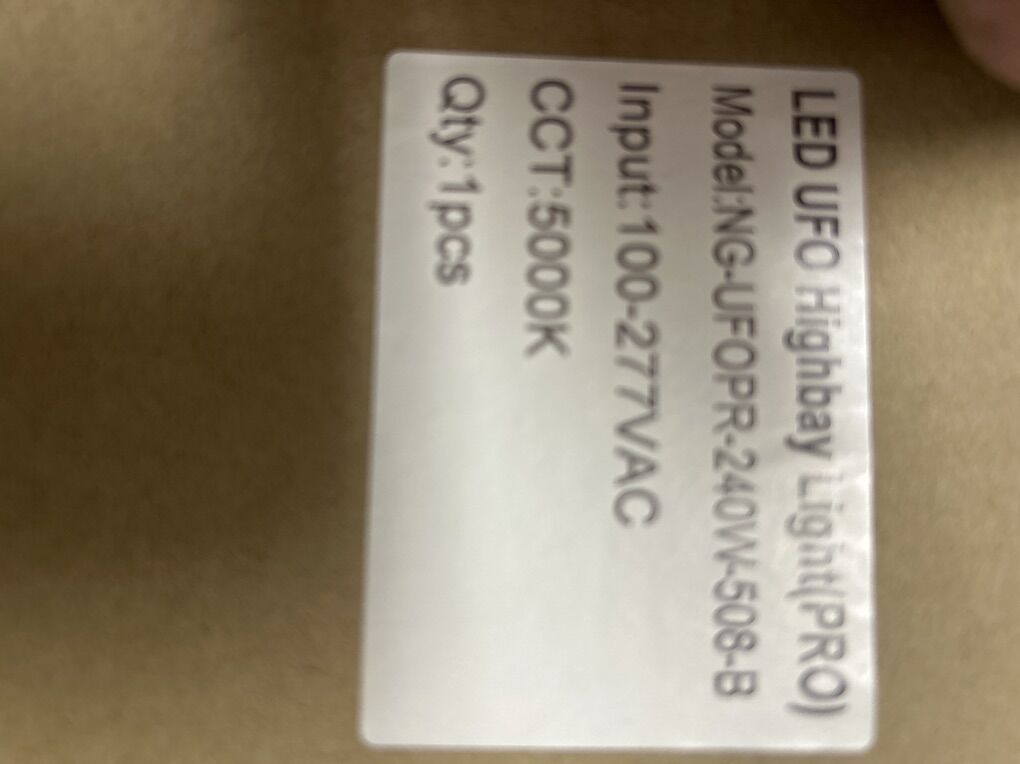 LED UFO Highbay Light(PRO)
Model:NG-UFOPR-240W-508-B
Input:100-277VAC
CCT:5000K
Qty:1pcs